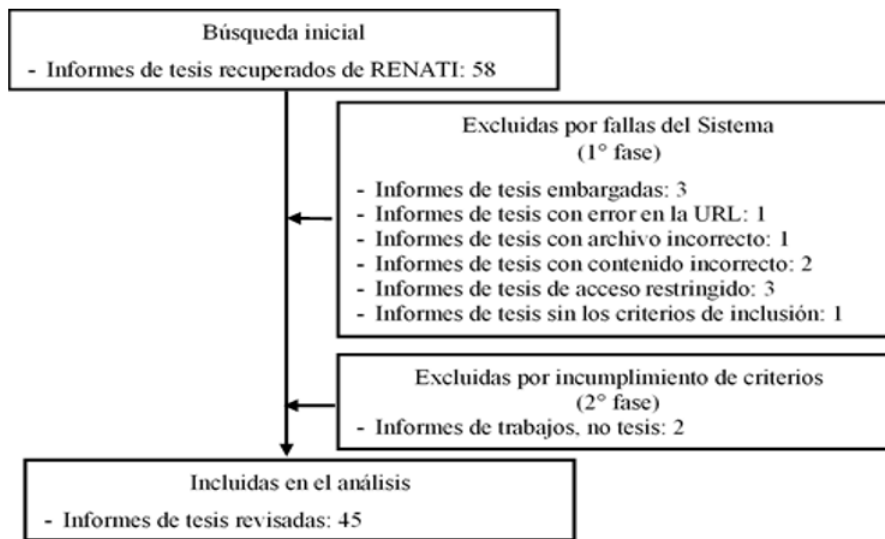 Búsqueda inicial
- Informes de tesis recuperados de RENATI: 58
Excluidas por fallas del Sistema
(1° fase)
- Informes de tesis embargadas: 3
- Informes de tesis con error en la URL: 1
- Informes de tesis con archivo incorrecto: 1
- Informes de tesis con contenido incorrecto: 2
- Informes de tesis de acceso restringido: 3
- Informes de tesis sin los criterios de inclusión: 1
Excluidas por incumplimiento de criterios
(2° fase)
- Informes de trabajos, no tesis: 2
Incluidas en el análisis
- Informes de tesis revisadas: 45